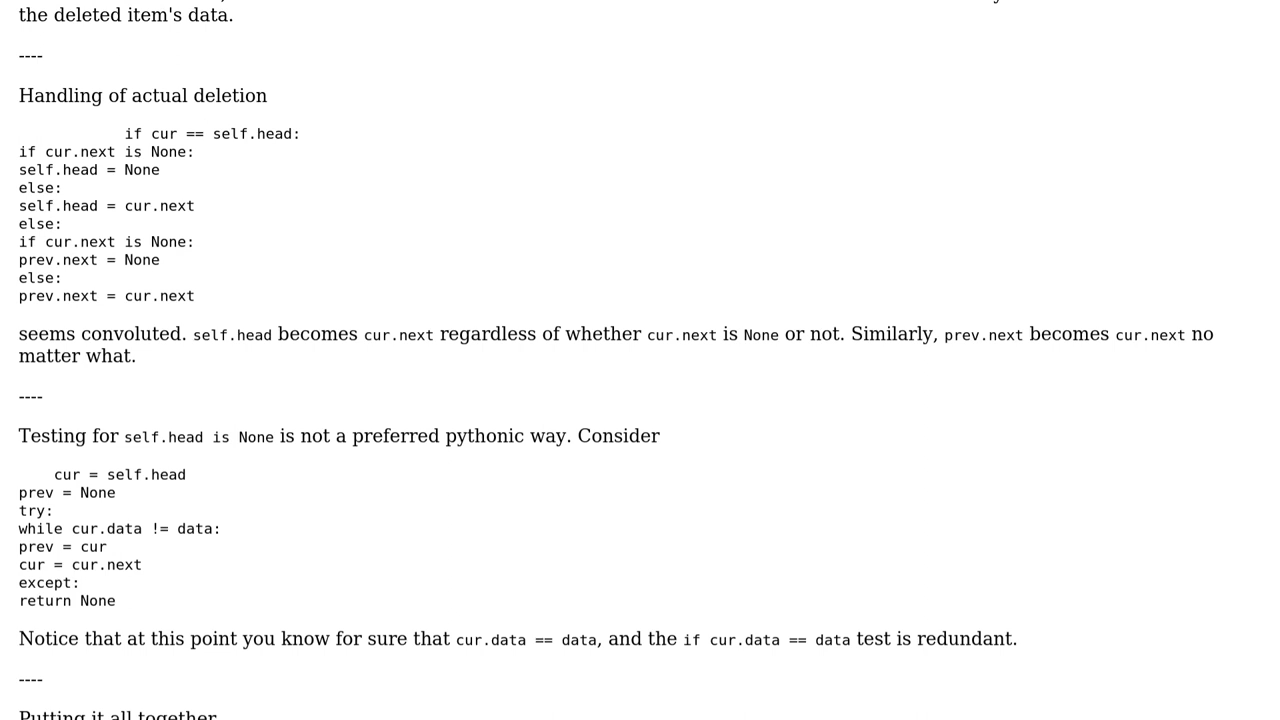 the deleted item's data.
----
Handling of actual deletion
            if cur == self.head:
if cur.next is None:
self.head = None
else:
self.head = cur.next
else:
if cur.next is None:
prev.next = None
else:
prev.next = cur.next
seems convoluted. self.head becomes cur.next regardless of whether cur.next is None or not. Similarly, prev.next becomes cur.next no
matter what.
----
Testing for self.head is None is not a preferred pythonic way. Consider
    cur = self.head
prev = None
try:
while cur.data != data:
prev = cur
cur = cur.next
except:
return None
Notice that at this point you know for sure that cur.data == data, and the if cur.data == data test is redundant.
----
Putting it all together